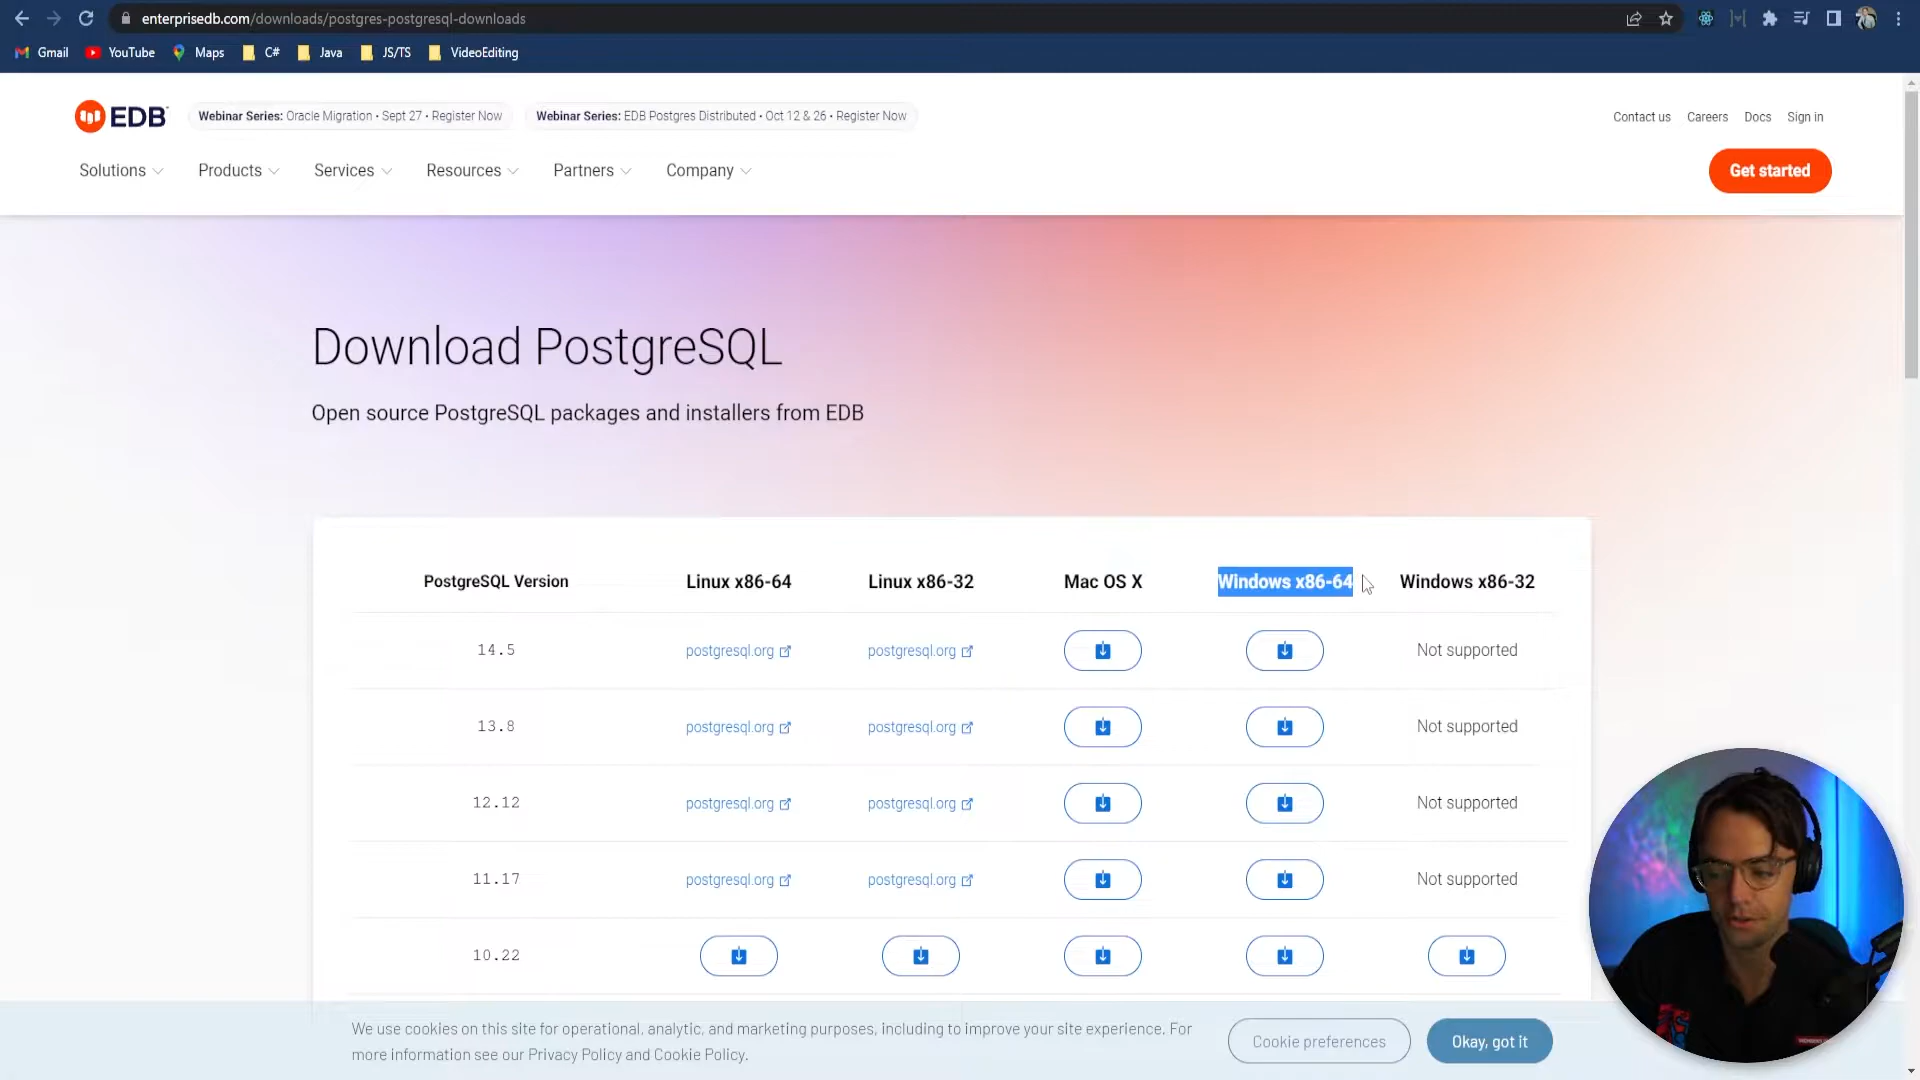 enterprisedb.com/downloads/postgres-postgresql-downloads
Gmail YouTube Maps C# Java JS/TS VideoEditing
EDB Webinar Series: Oracle Migration • Sept 27 • Register Now Webinar Series: EDB Postgres Distributed • Oct 12 & 26 • Register Now Contact us Careers Docs Sign in
Solutions Products Services Resources Partners Company Get started
Download PostgreSQL
Open source PostgreSQL packages and installers from EDB
PostgreSQL Version Linux x86-64 Linux x86-32 Mac OS X Windows x86-64 Windows x86-32
14.5 postgresql.org postgresql.org Not supported
13.8 postgresql.org postgresql.org Not supported
12.12 postgresql.org postgresql.org Not supported
11.17 postgresql.org postgresql.org Not supported
10.22
We use cookies on this site for operational, analytic, and marketing purposes, including to improve your site experience. For
more information see our Privacy Policy and Cookie Policy.
Cookie preferences Okay, got it